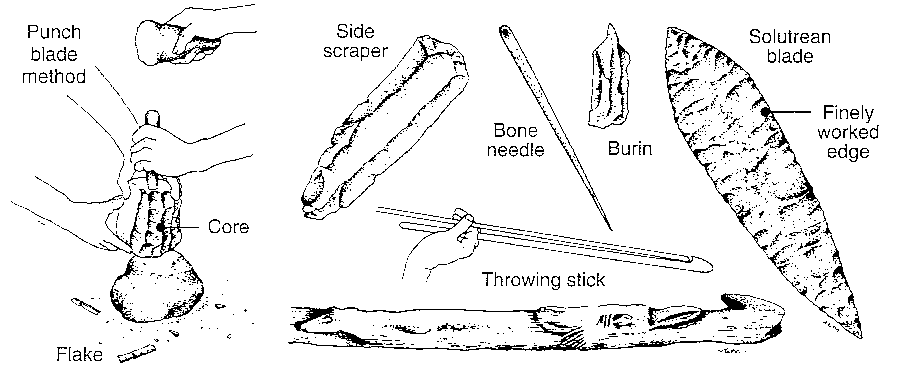 Punch
blade
method
Core
Flake
Side
scraper
Bone
needle
Burin
Throwing stick
Solutrean
blade
Finely
worked
edge